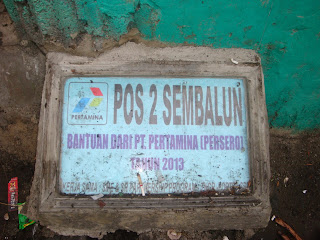 PERTAMINA
POS 2 SEMBALUN
BANTUAN DARI PT. PERTAMINA (PERSERO)
TAHUN 2013